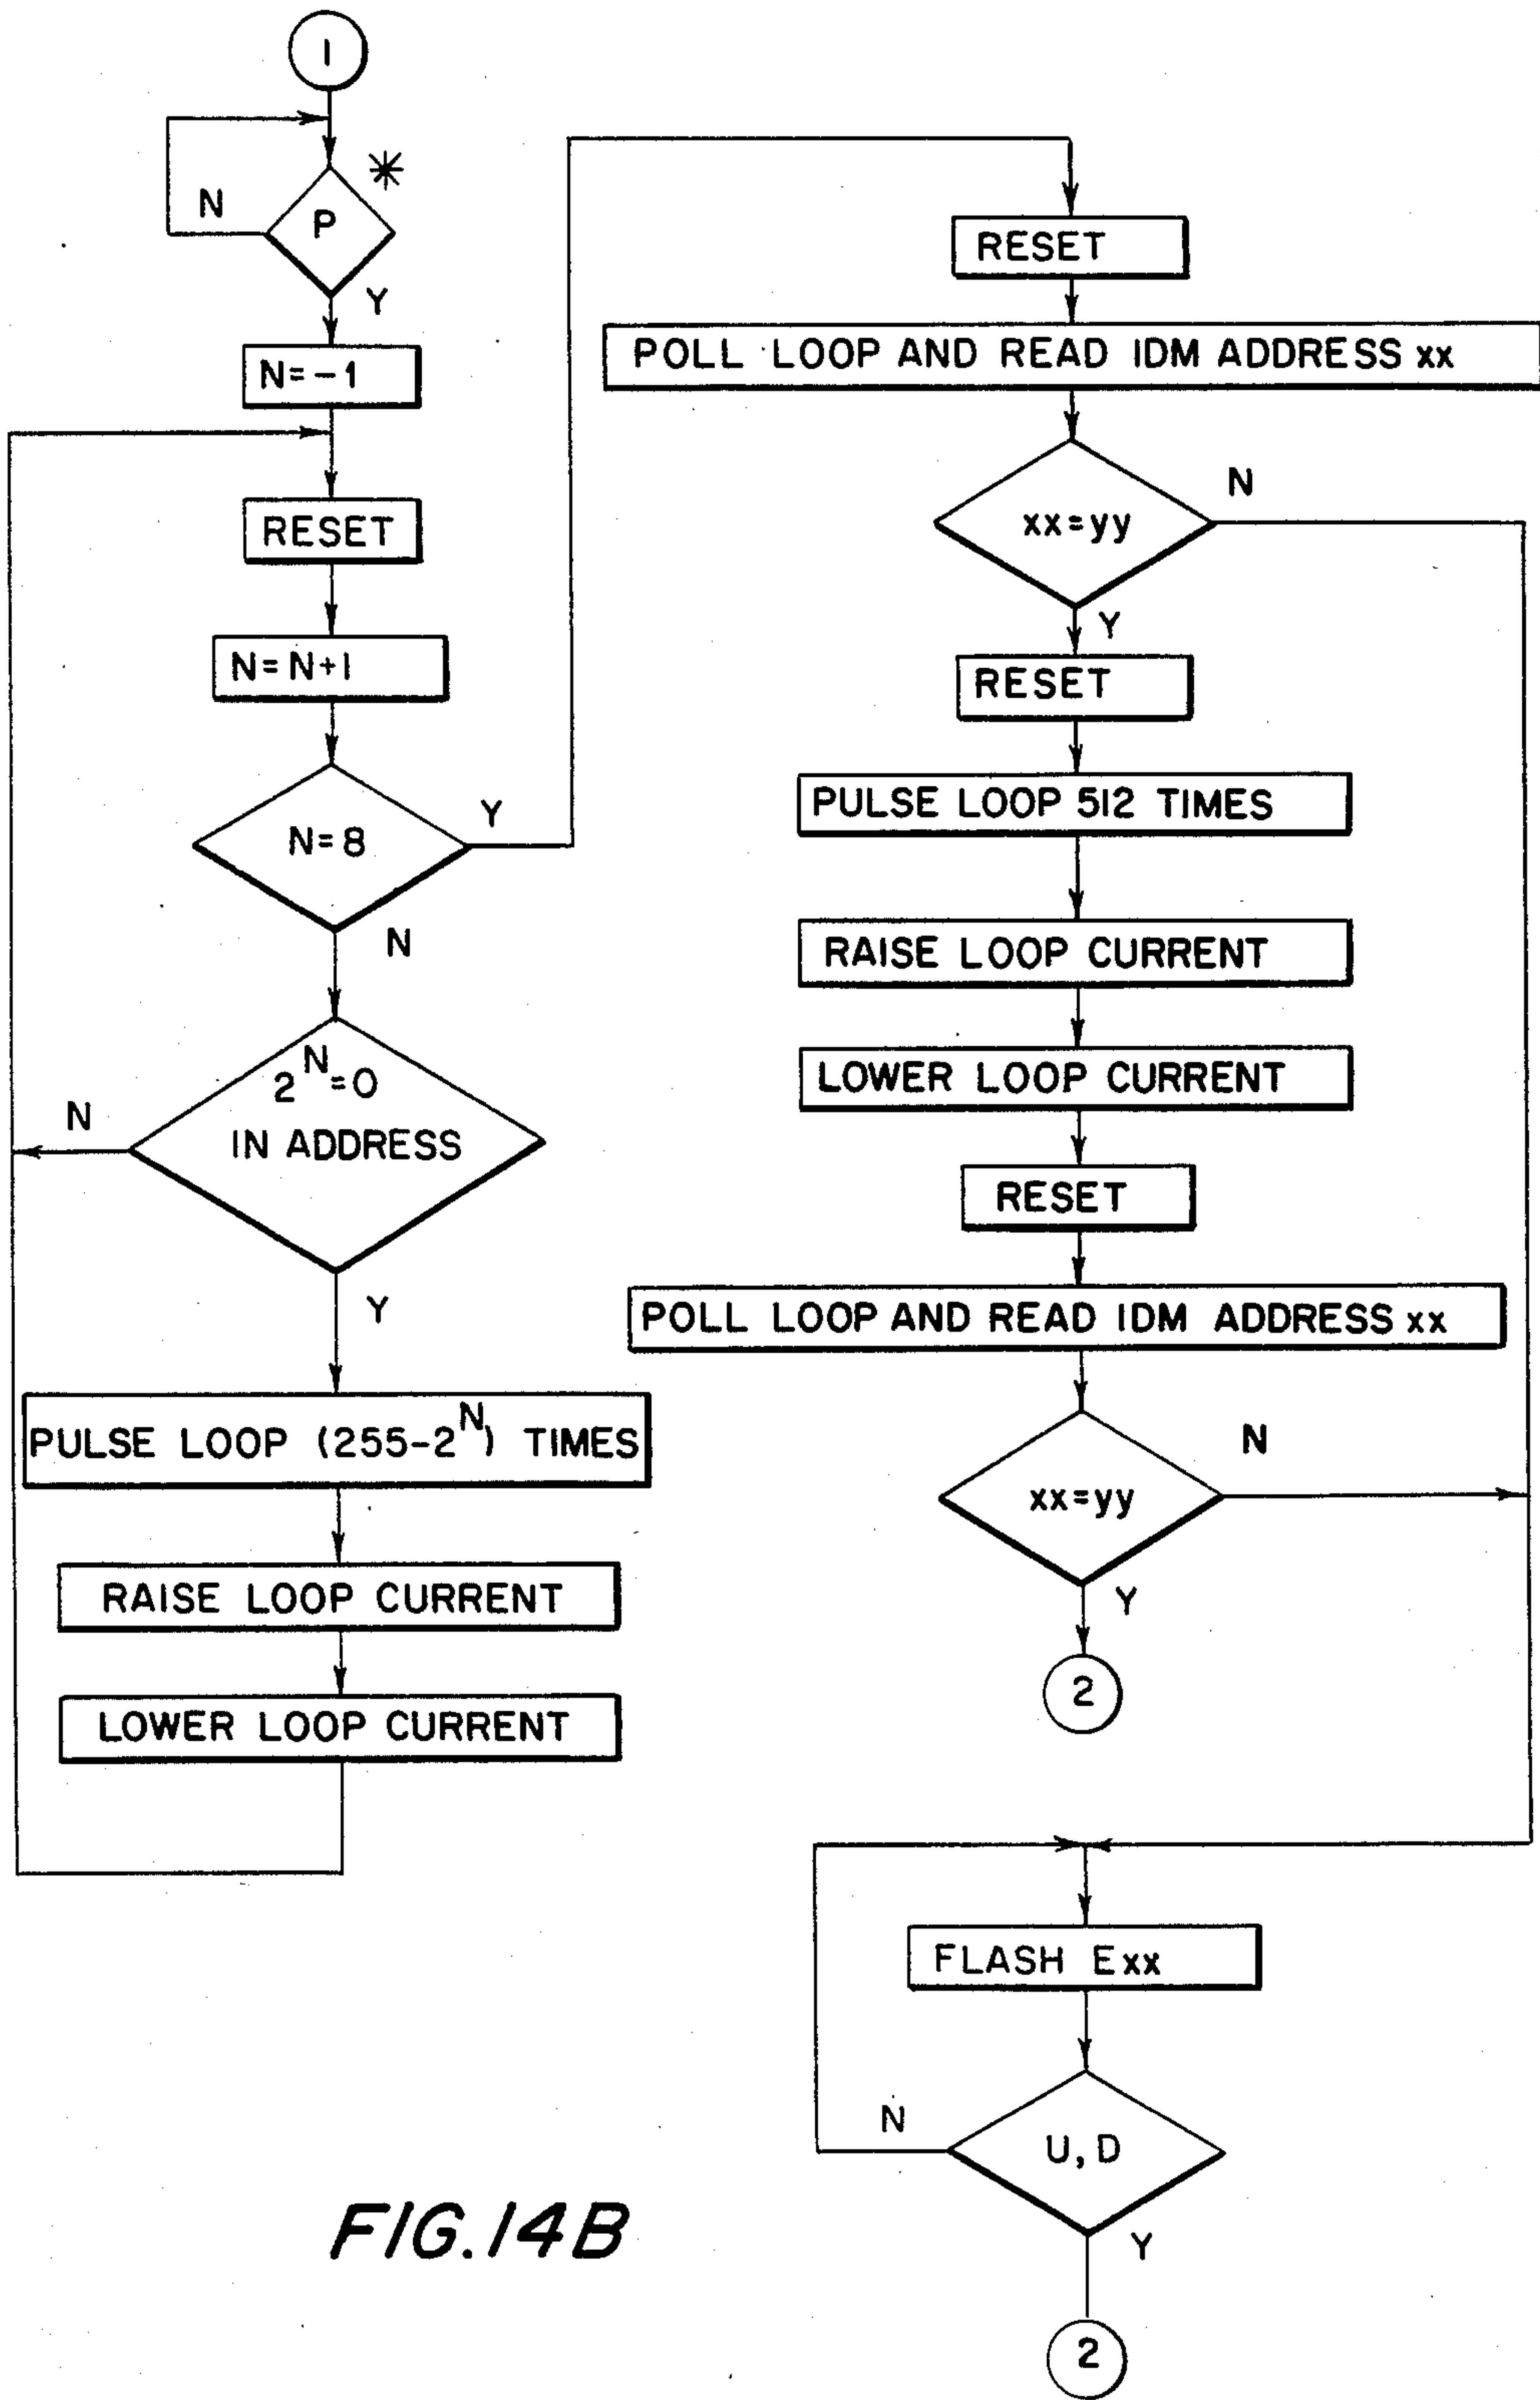 1
*
P
N
Y
N=-1
RESET
N=N+1
N=8
Y
N
2^N=0
IN ADDRESS
N
Y
PULSE LOOP (255-2^N) TIMES
RAISE LOOP CURRENT
LOWER LOOP CURRENT
RESET
POLL LOOP AND READ IDM ADDRESS xx
xx=yy
N
Y
RESET
PULSE LOOP 512 TIMES
RAISE LOOP CURRENT
LOWER LOOP CURRENT
RESET
POLL LOOP AND READ IDM ADDRESS xx
xx=yy
N
Y
2
FLASH Exx
U, D
N
Y
2
FIG.14B